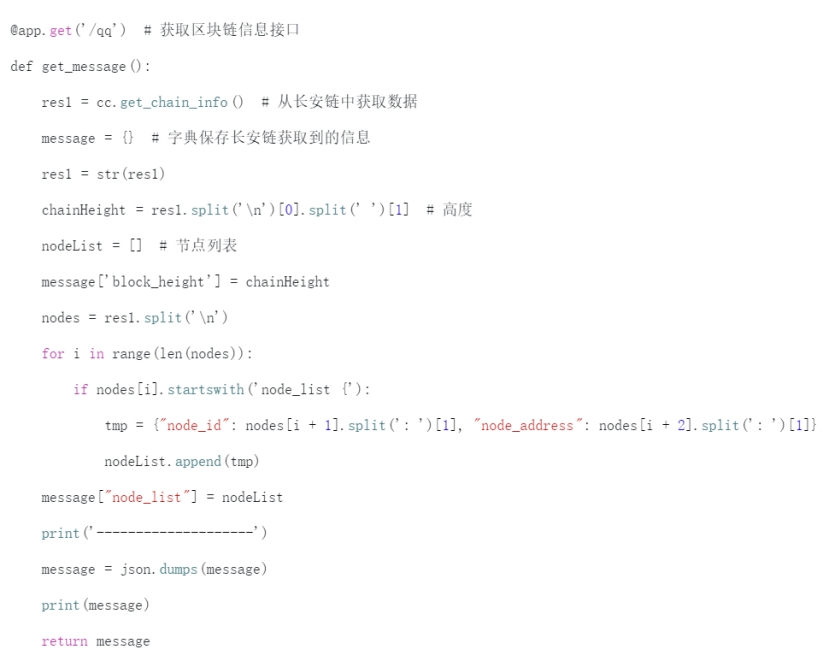 @app.get('/qq')  # 获取区块链信息接口
def get_message():
    res1 = cc.get_chain_info()  # 从长安链中获取数据
    message = {}  # 字典保存长安链获取到的信息
    res1 = str(res1)
    chainHeight = res1.split('\n')[0].split(' ')[1]  # 高度
    nodeList = []  # 节点列表
    message['block_height'] = chainHeight
    nodes = res1.split('\n')
    for i in range(len(nodes)):
        if nodes[i].startswith('node_list {'):
            tmp = {"node_id": nodes[i + 1].split(': ')[1], "node_address": nodes[i + 2].split(': ')[1]}
            nodeList.append(tmp)
    message["node_list"] = nodeList
    print('--------------------')
    message = json.dumps(message)
    print(message)
    return message